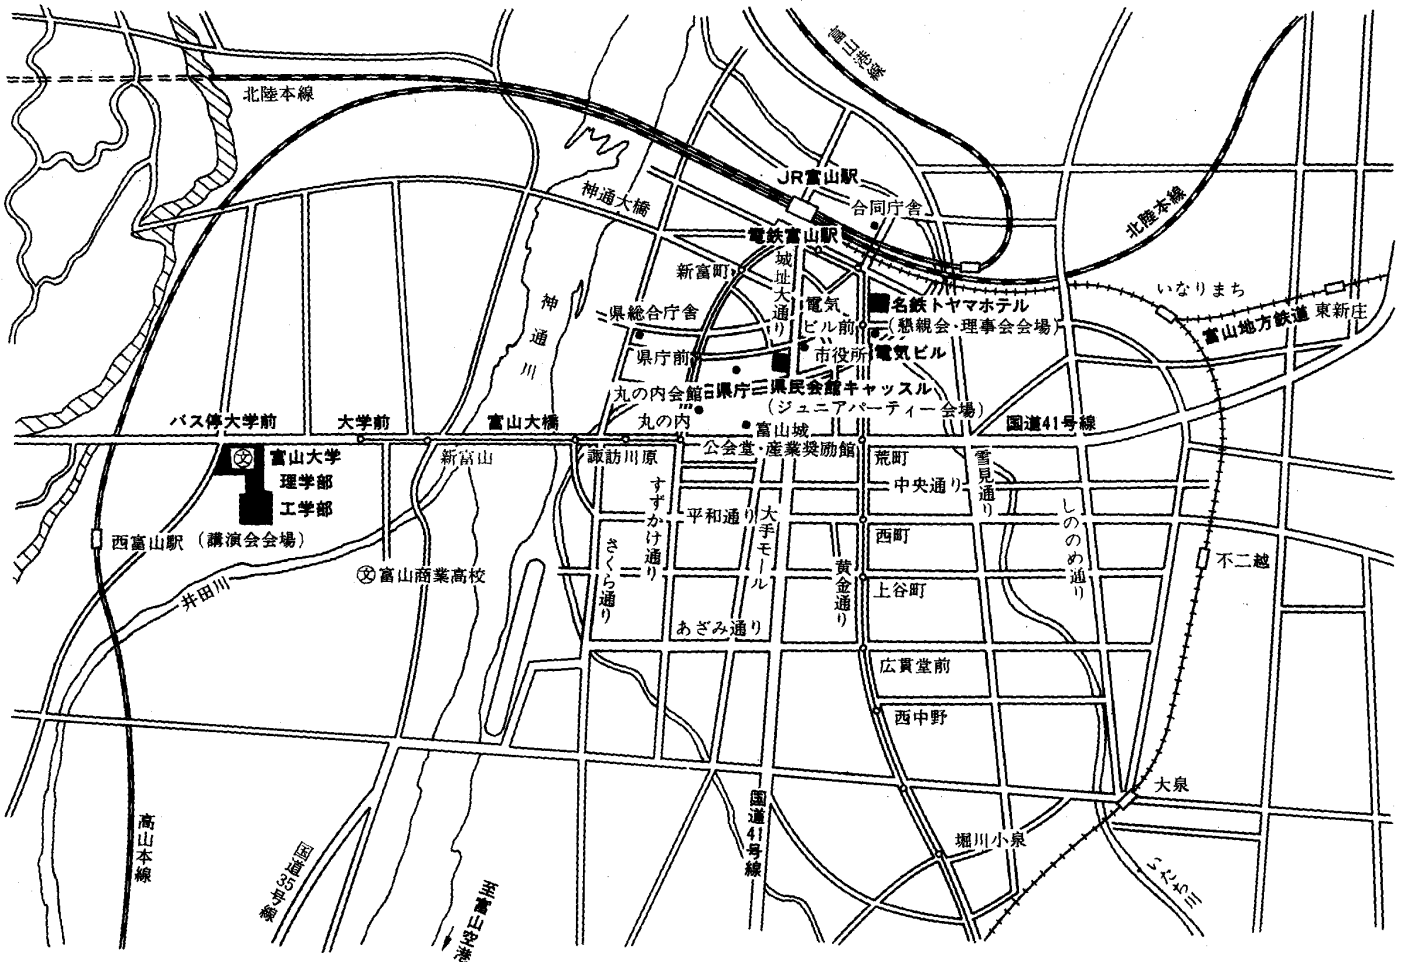 富山港線
北陸本線
JR富山駅
合同庁舎
神通大橋
北陸本線
電鉄富山駅
新富町
城址大通り
いなりまち
東新庄
富山地方鉄道
県総合庁舎
電気
ビル前
名鉄トヤマホテル
(懇親会・理事会会場)
神通川
県庁前
市役所
電気ビル
丸の内会館
県庁
県民会館キャッスル
(ジュニアパーティー会場)
バス停大学前
大学前
富山大橋
丸の内
富山城
国道41号線
文
富山大学
理学部
工学部
新富山
諏訪川原
公会堂・産業奨励館
荒町
雪見通り
中央通り
すずかけ通り
平和通り
大手モール
西町
しののめ通り
西富山駅
(講演会会場)
さくら通り
黄金通り
不二越
文富山商業高校
上谷町
井田川
あざみ通り
広貫堂前
西中野
大泉
高山本線
国道35号線
国道41号線
堀川小泉
いたち川
至富山空港